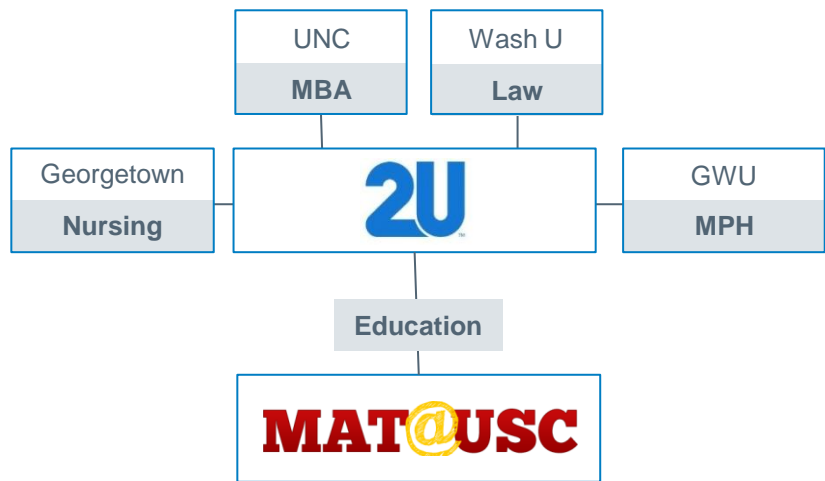 UNC
MBA
Wash U
Law
Georgetown
Nursing
2U
GWU
MPH
Education
MAT@USC